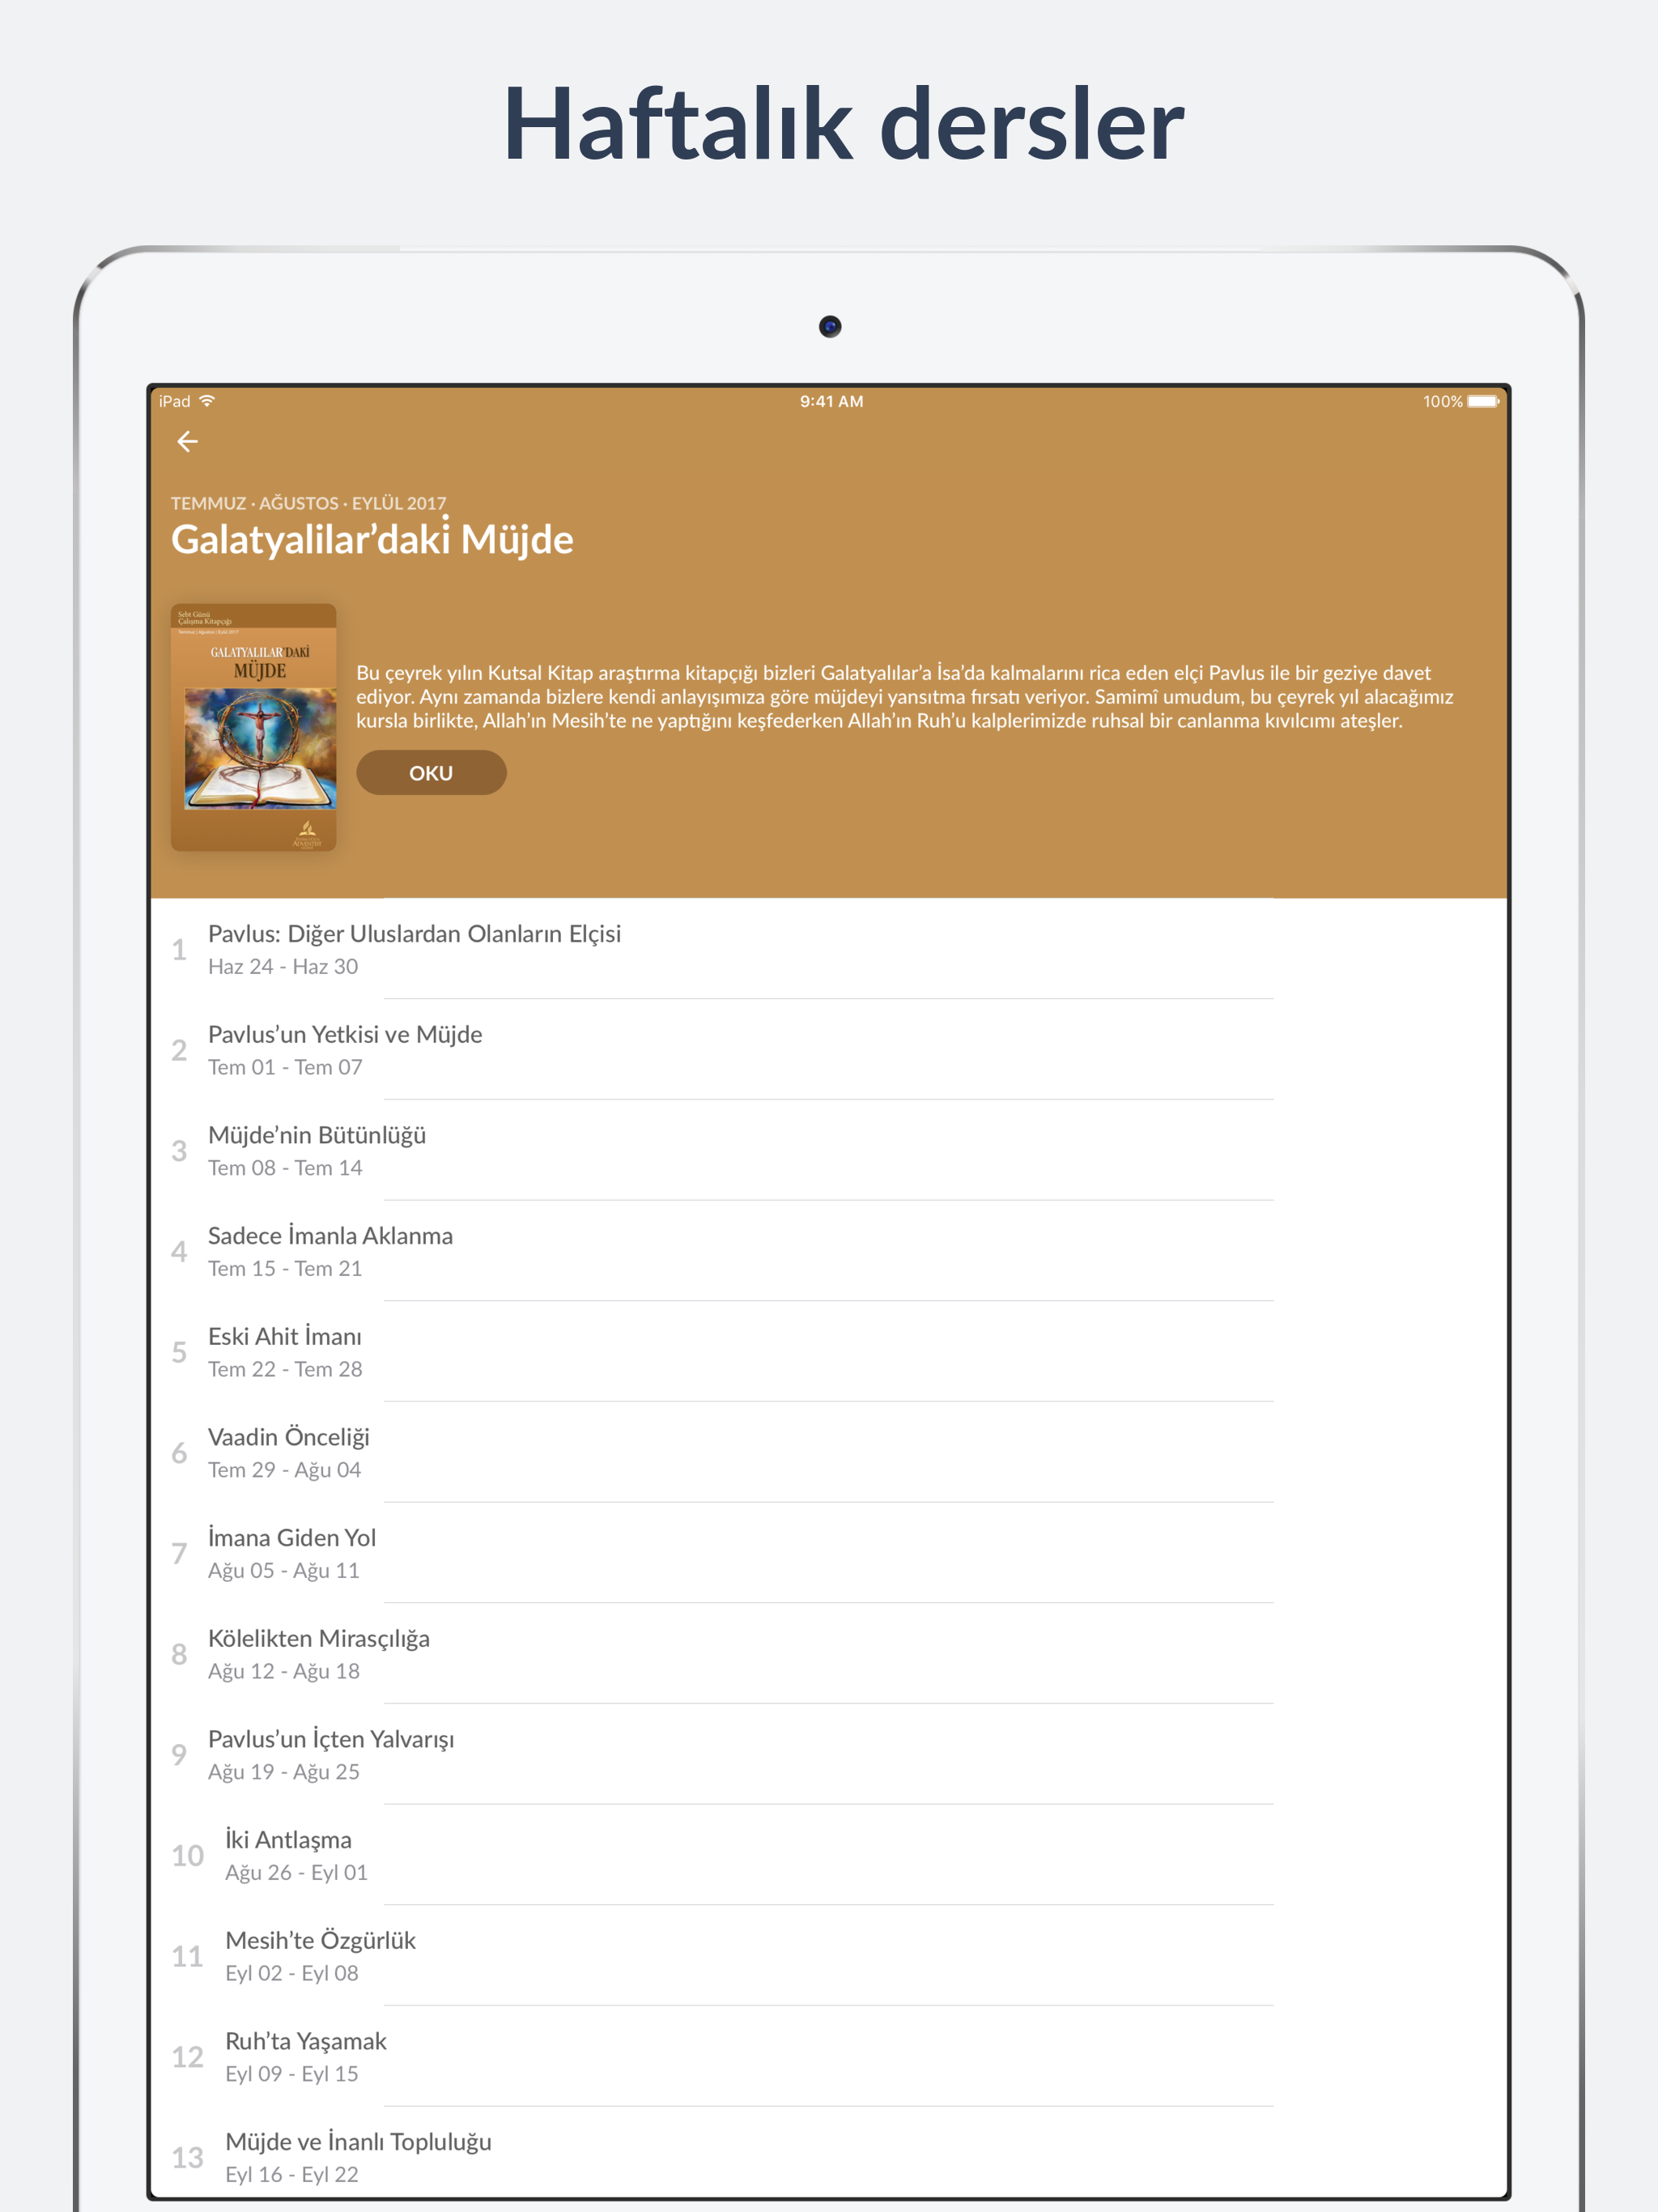 Haftalık dersler
iPad
9:41 AM
100%
TEMMUZ · AĞUSTOS · EYLÜL 2017
Galatyalilar’daki̇ Müjde
Sebt Günü
Çalışma Kitapçığı
Temmuz | Ağustos | Eylül 2017
GALATYALILAR’DAKİ
MÜJDE
ADVENTİST
Bu çeyrek yılın Kutsal Kitap araştırma kitapçığı bizleri Galatyalılar’a İsa’da kalmalarını rica eden elçi Pavlus ile bir geziye davet
ediyor. Aynı zamanda bizlere kendi anlayışımıza göre müjdeyi yansıtma fırsatı veriyor. Samimî umudum, bu çeyrek yıl alacağımız
kursla birlikte, Allah’ın Mesih’te ne yaptığını keşfederken Allah’ın Ruh’u kalplerimizde ruhsal bir canlanma kıvılcımı ateşler.
OKU
1
Pavlus: Diğer Uluslardan Olanların Elçisi
Haz 24 - Haz 30
2
Pavlus’un Yetkisi ve Müjde
Tem 01 - Tem 07
3
Müjde’nin Bütünlüğü
Tem 08 - Tem 14
4
Sadece İmanla Aklanma
Tem 15 - Tem 21
5
Eski Ahit İmanı
Tem 22 - Tem 28
6
Vaadin Önceliği
Tem 29 - Ağu 04
7
İmana Giden Yol
Ağu 05 - Ağu 11
8
Kölelikten Mirasçılığa
Ağu 12 - Ağu 18
9
Pavlus’un İçten Yalvarışı
Ağu 19 - Ağu 25
10
İki Antlaşma
Ağu 26 - Eyl 01
11
Mesih’te Özgürlük
Eyl 02 - Eyl 08
12
Ruh’ta Yaşamak
Eyl 09 - Eyl 15
13
Müjde ve İnanlı Topluluğu
Eyl 16 - Eyl 22